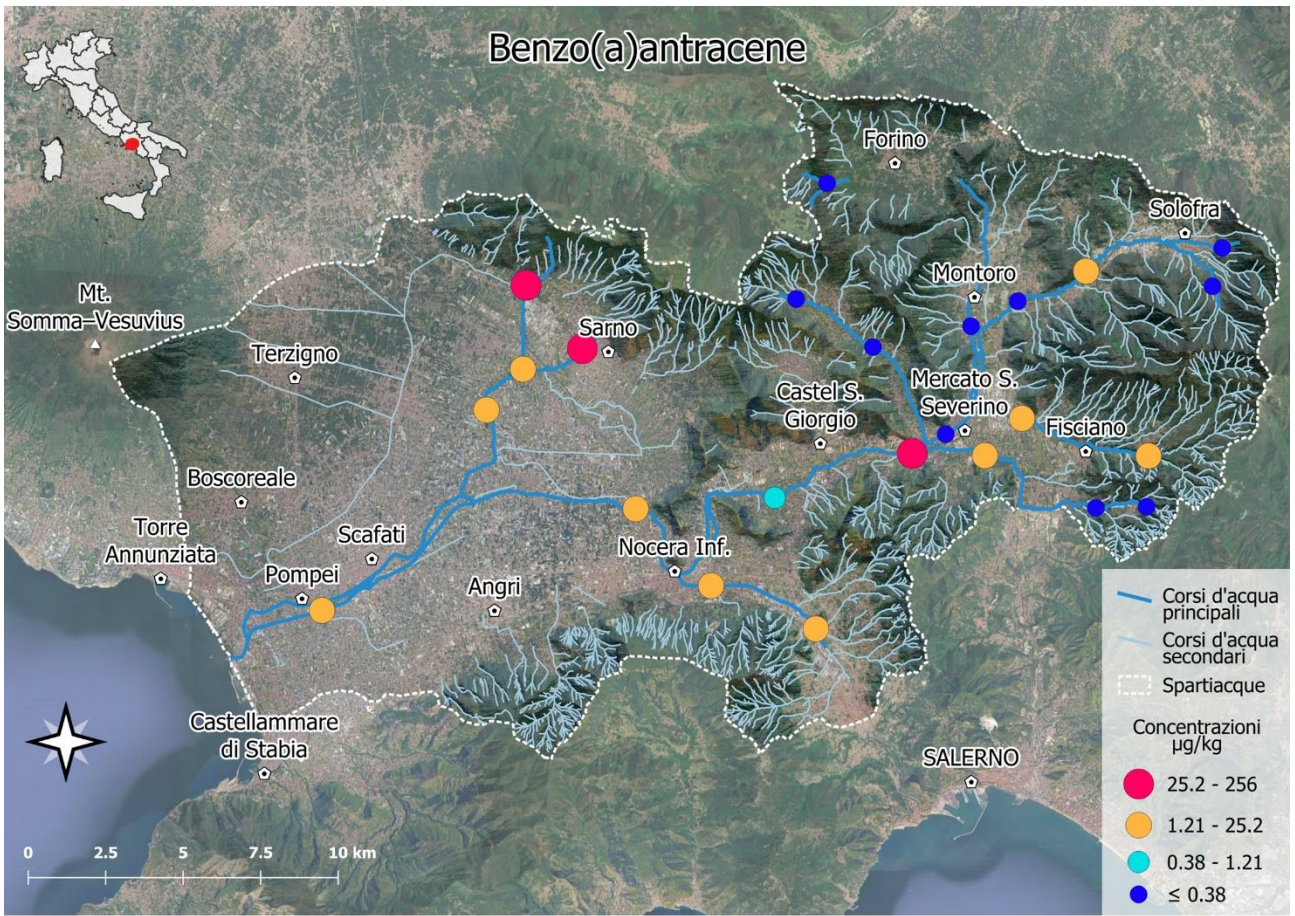 Benzo(a)antracene
Forino
Solofra
Montoro
Mt.
Somma–Vesuvius
Sarno
Terzigno
Castel S.
Giorgio
Mercato S.
Severino
Fisciano
Boscoreale
Torre
Annunziata
Scafati
Nocera Inf.
Pompei
Angri
Castellammare
di Stabia
SALERNO
Corsi d'acqua
principali
Corsi d'acqua
secondari
Spartiacque
Concentrazioni
µg/kg
25.2 - 256
1.21 - 25.2
0.38 - 1.21
≤ 0.38
0 2.5 5 7.5 10 km